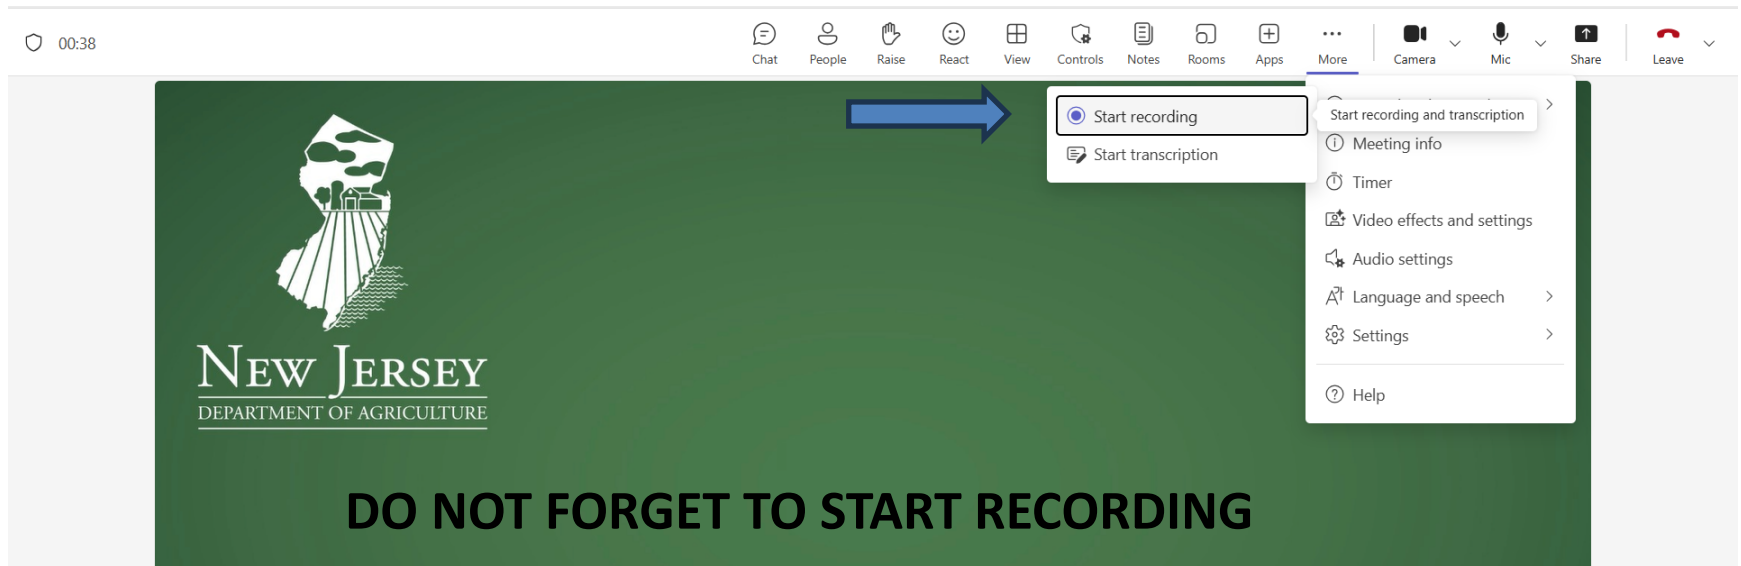 00:38
Chat People Raise React View Controls Notes Rooms Apps More Camera Mic Share Leave
Start recording
Start recording and transcription
Start transcription
Meeting info
Timer
Video effects and settings
Audio settings
Language and speech
Settings
Help
NEW JERSEY
DEPARTMENT OF AGRICULTURE
DO NOT FORGET TO START RECORDING